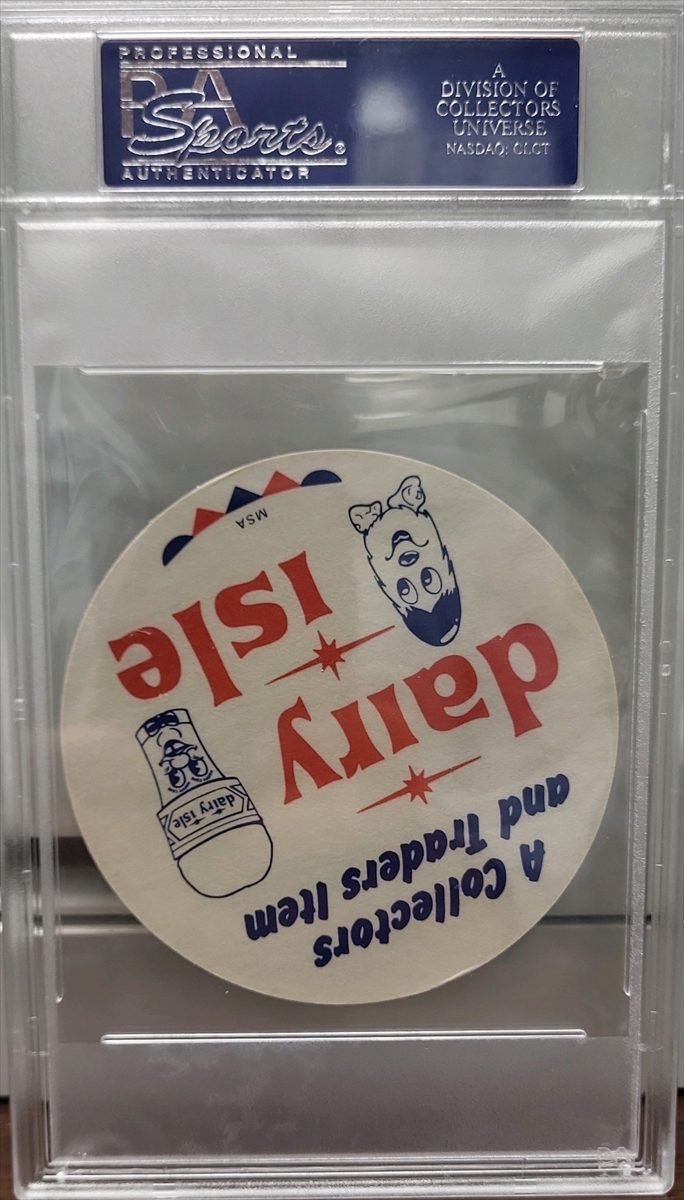 PROFESSIONAL
PSA
Sports®
AUTHENTICATOR
A
DIVISION OF
COLLECTORS
UNIVERSE
NASDAQ: CLCT
A Collectors
and Traders Item
dairy
isle
dairy isle
MSA